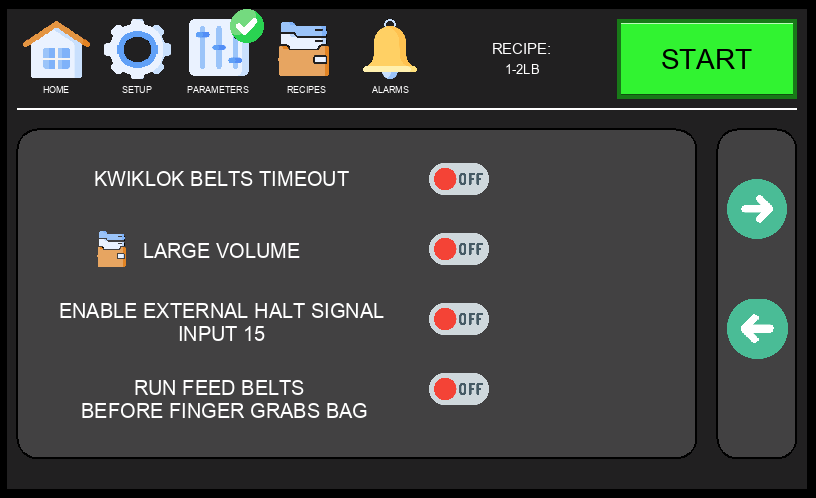 HOME
SETUP
PARAMETERS
RECIPES
ALARMS
RECIPE:
1-2LB
START
KWIKLOK BELTS TIMEOUT
OFF
LARGE VOLUME
OFF
ENABLE EXTERNAL HALT SIGNAL
INPUT 15
OFF
RUN FEED BELTS
BEFORE FINGER GRABS BAG
OFF